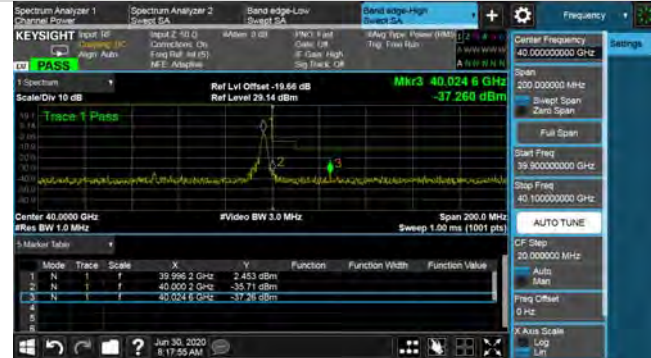 Spectrum Analyzer 1
Channel Power
Spectrum Analyzer 2
Swept SA
Band edge-Low
Swept SA
Band edge-High
Swept SA
Frequency
KEYSIGHT
Input: RF
Coupling: DC
Align: Auto
Input Z: 50 Ω
Corrections: On
Freq Ref: Int (S)
NFE: Adaptive
#Atten: 0 dB
PNO: Fast
Gate: Off
IF Gain: High
Sig Track: Off
#Avg Type: Power (RMS)
Trig: Free Run
PASS
1 Spectrum
Scale/Div 10 dB
Ref Lvl Offset -19.66 dB
Ref Level 29.14 dBm
Mkr3 40.024 6 GHz
-37.260 dBm
Trace 1 Pass
2
3
Center 40.0000 GHz
#Res BW 1.0 MHz
#Video BW 3.0 MHz
Span 200.0 MHz
Sweep 1.00 ms (1001 pts)
5 Marker Table
Mode Trace Scale X Y Function Function Width Function Value
1 N 1 f 39.996 2 GHz 2.453 dBm
2 N 1 f 40.000 2 GHz -35.71 dBm
3 N 1 f 40.024 6 GHz -37.26 dBm
4
5
6
Jun 30, 2020
8:17:55 AM
Center Frequency
40.000000000 GHz
Settings
Span
200.000000 MHz
Swept Span
Zero Span
Full Span
Start Freq
39.900000000 GHz
Stop Freq
40.100000000 GHz
AUTO TUNE
CF Step
20.000000 MHz
Auto
Man
Freq Offset
0 Hz
X Axis Scale
Log
Lin